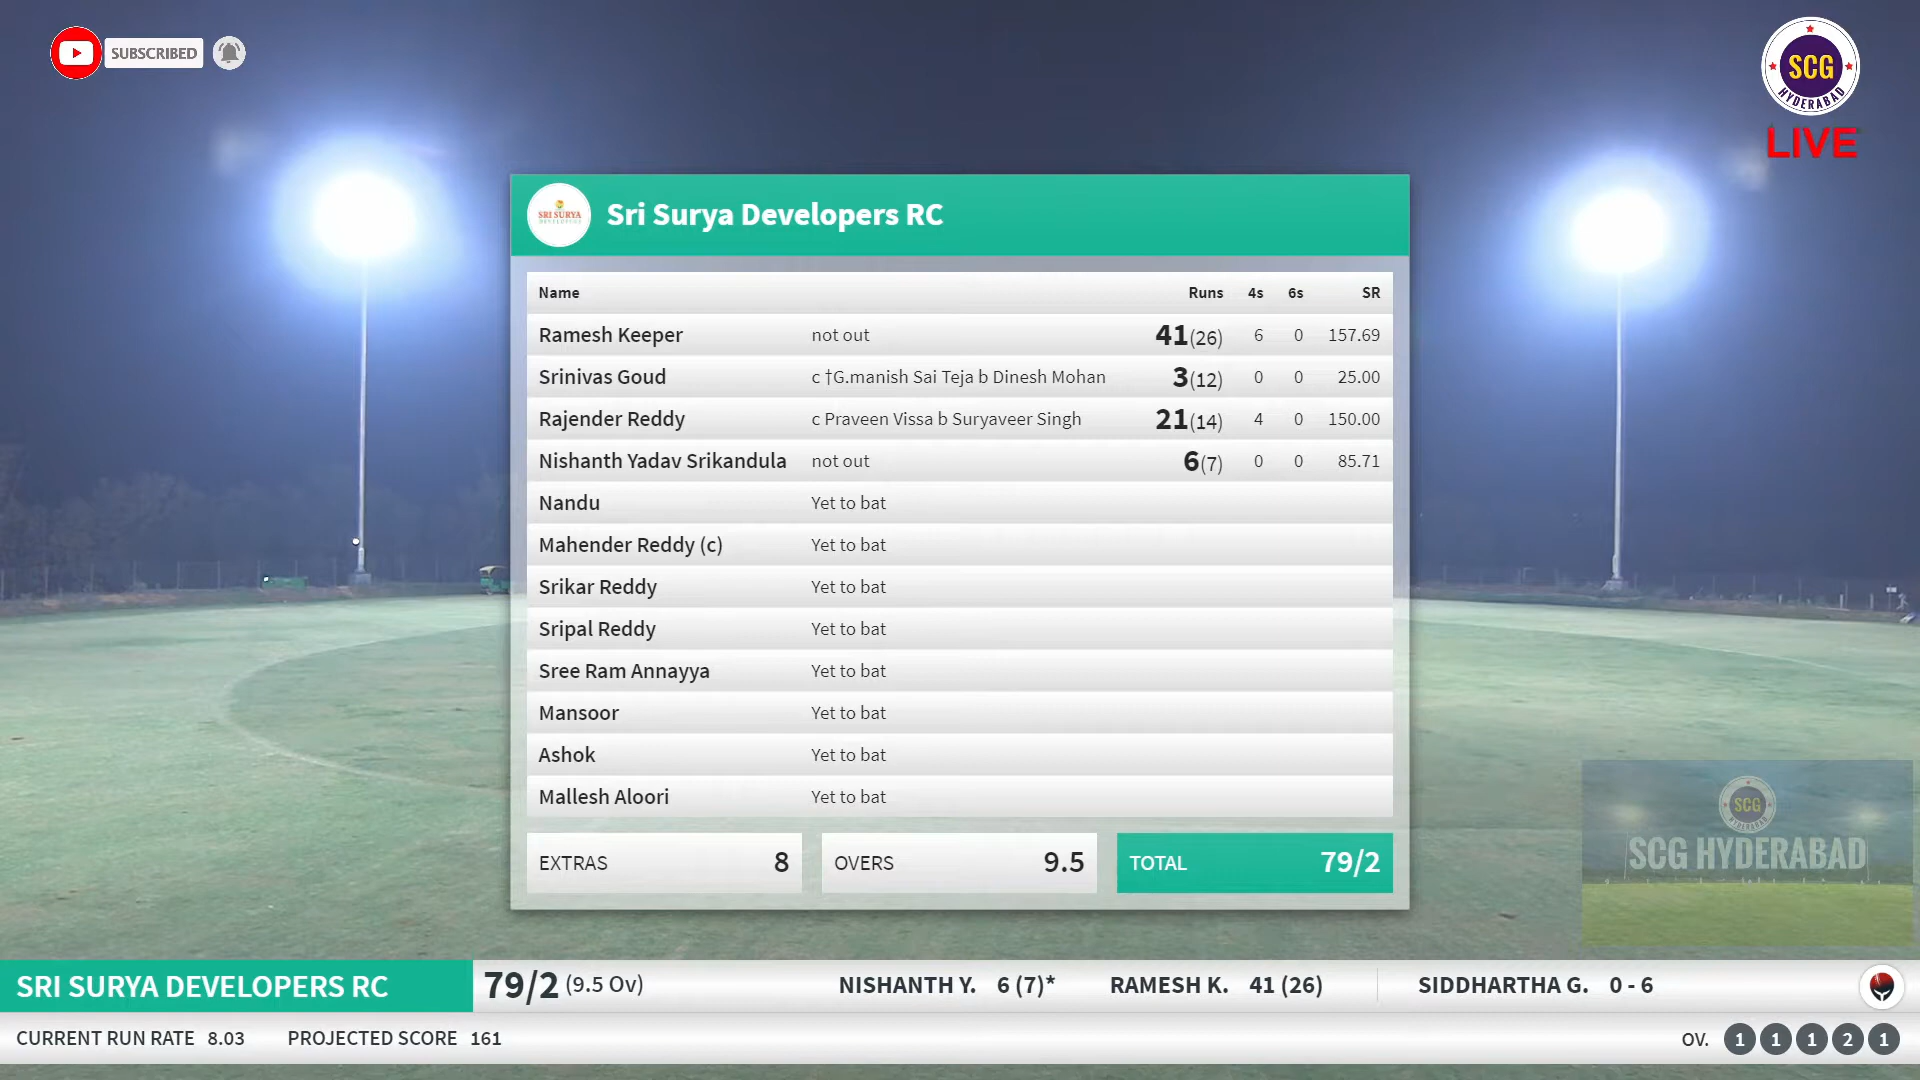 SUBSCRIBED
SCG
HYDERABAD
LIVE
SRI SURYA
DEVELOPERS
Sri Surya Developers RC
Name Runs 4s 6s SR
Ramesh Keeper not out 41(26) 6 0 157.69
Srinivas Goud c †G.manish Sai Teja b Dinesh Mohan 3(12) 0 0 25.00
Rajender Reddy c Praveen Vissa b Suryaveer Singh 21(14) 4 0 150.00
Nishanth Yadav Srikandula not out 6(7) 0 0 85.71
Nandu Yet to bat
Mahender Reddy (c) Yet to bat
Srikar Reddy Yet to bat
Sripal Reddy Yet to bat
Sree Ram Annayya Yet to bat
Mansoor Yet to bat
Ashok Yet to bat
Mallesh Aloori Yet to bat
EXTRAS 8 OVERS 9.5 TOTAL 79/2
SCG
SCG HYDERABAD
SRI SURYA DEVELOPERS RC 79/2 (9.5 Ov) NISHANTH Y. 6 (7)* RAMESH K. 41 (26) SIDDHARTHA G. 0 - 6
CURRENT RUN RATE 8.03 PROJECTED SCORE 161 OV. 1 1 1 2 1